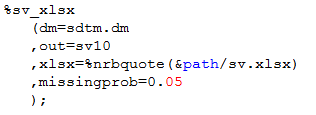 %sv_xlsx
(dm=sdtm.dm
,out=sv10
,xlsx=%nrbquote(&path/sv.xlsx)
,missingprob=0.05
);